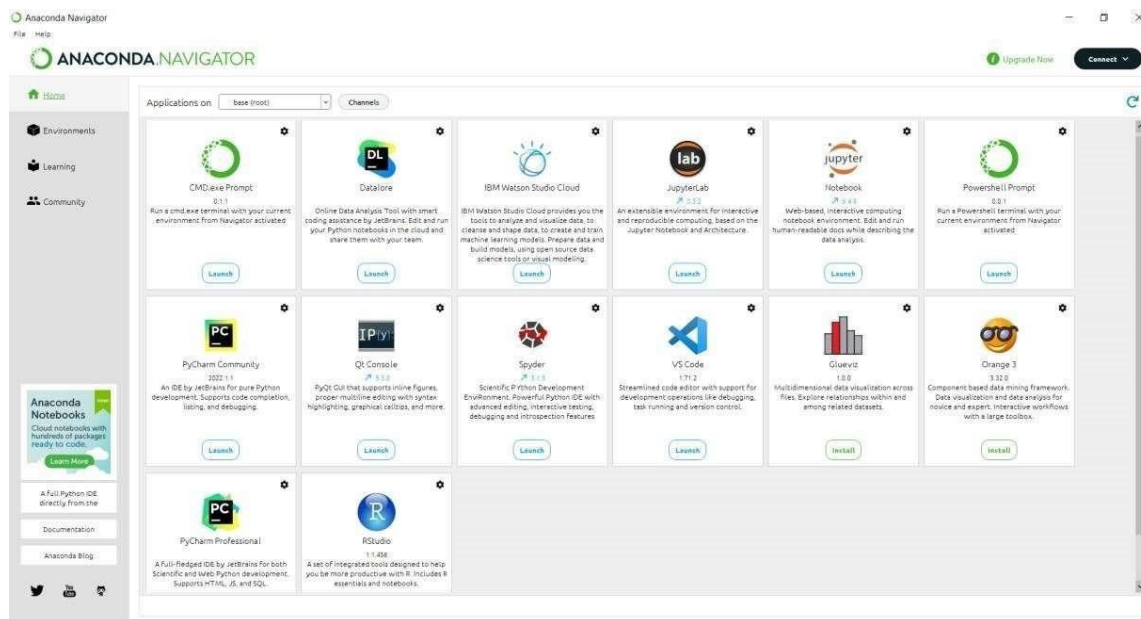 Anaconda Navigator
File Help
ANACONDA.NAVIGATOR
Upgrade Now
Connect
Home
Environments
Learning
Community
Applications on
base (root)
Channels
CMD.exe Prompt
0.1.1
Run a cmd.exe terminal with your current
environment from Navigator activated
Launch
DL
Datalore
Online Data Analysis Tool with smart
coding assistance by JetBrains. Edit and run
your Python notebooks in the cloud and
share them with your team.
Launch
IBM Watson Studio Cloud
IBM Watson Studio Cloud provides you the
tools to analyze and visualize data, to
cleanse and shape data, to create and train
machine learning models. Prepare data and
build models, using open source data
science tools or visual modeling.
Launch
lab
JupyterLab
An extensible environment for interactive
and reproducible computing, based on the
Jupyter Notebook and Architecture.
Launch
jupyter
Notebook
Web-based, interactive computing
notebook environment. Edit and run
human-readable docs while describing the
data analysis.
Launch
Powershell Prompt
0.0.1
Run a Powershell terminal with your
current environment from Navigator
activated
Launch
PC
PyCharm Community
2022.1.1
An IDE by JetBrains for pure Python
development. Supports code completion,
listing, and debugging.
Launch
IP[y]:
Qt Console
PyQt GUI that supports inline figures,
proper multiline editing with syntax
highlighting, graphical calltips, and more.
Launch
Spyder
Scientific PYthon Development
EnviRonment. Powerful Python IDE with
advanced editing, interactive testing,
debugging and introspection features
Launch
VS Code
1.71.2
Streamlined code editor with support for
development operations like debugging,
task running and version control.
Launch
Glueviz
1.0.0
Multidimensional data visualization across
files. Explore relationships within and
among related datasets.
Install
Orange 3
3.32.0
Component based data mining framework.
Data visualization and data analysis for
novice and expert. Interactive workflows
with a large toolbox.
Install
PC
PyCharm Professional
A full-fledged IDE by JetBrains for both
Scientific and Web Python development.
Supports HTML, JS, and SQL.
R
RStudio
1.1.456
A set of integrated tools designed to help
you be more productive with R. Includes R
essentials and notebooks.
Anaconda
Notebooks
Cloud notebooks with
hundreds of packages
ready to code.
Learn More
A full Python IDE
directly from the
Documentation
Anaconda Blog